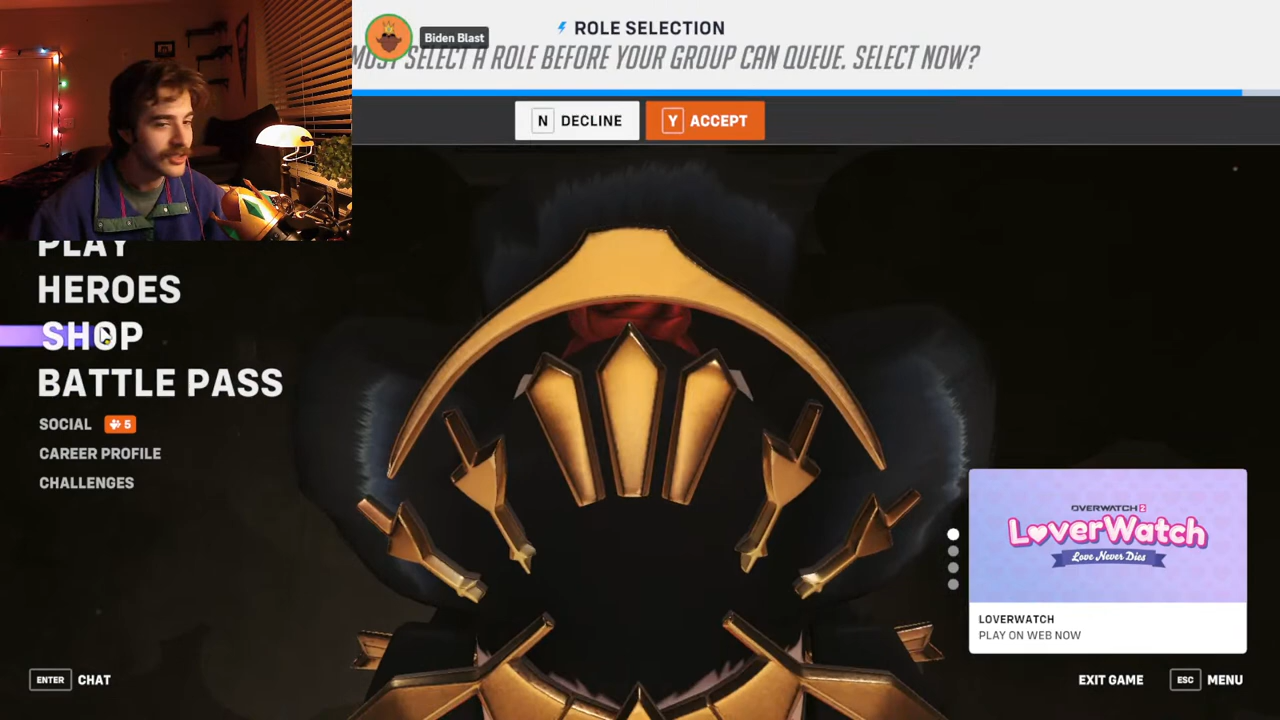 Biden Blast
ROLE SELECTION
MUST SELECT A ROLE BEFORE YOUR GROUP CAN QUEUE. SELECT NOW?
N DECLINE
Y ACCEPT
PLAY
HEROES
SHOP
BATTLE PASS
SOCIAL 5
CAREER PROFILE
CHALLENGES
OVERWATCH 2
LoverWatch
Love Never Dies
LOVERWATCH
PLAY ON WEB NOW
ENTER CHAT
EXIT GAME
ESC MENU